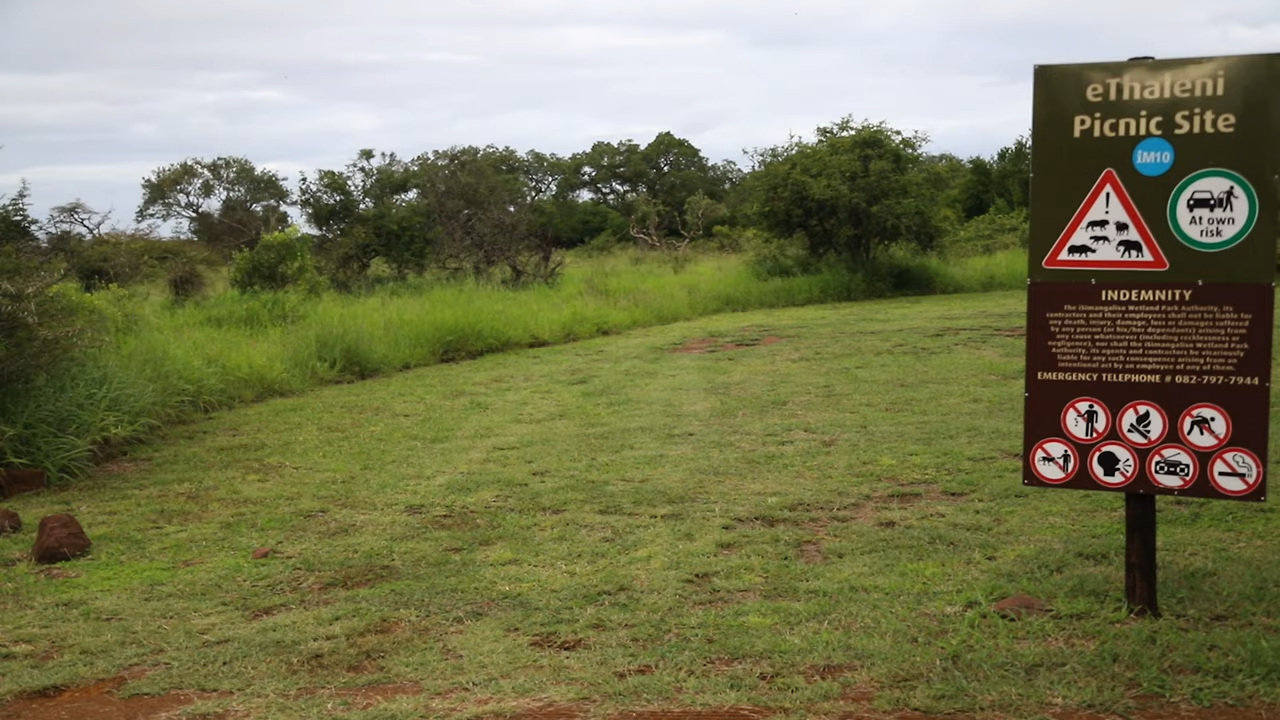 eThaleni
Picnic Site
iM10
!
At own
risk
INDEMNITY
The iSimangaliso Wetland Park Authority, its
contractors and their employees shall not be liable for
any death, injury, damage, loss or damages suffered
by any person (or his/her dependents) arising from
any cause whatsoever (including recklessness or
negligence), nor shall the iSimangaliso Wetland Park
Authority, its agents and contractors be vicariously
liable for any such consequence arising from an
intentional act by an employee of any of them.
EMERGENCY TELEPHONE # 082-797-7944